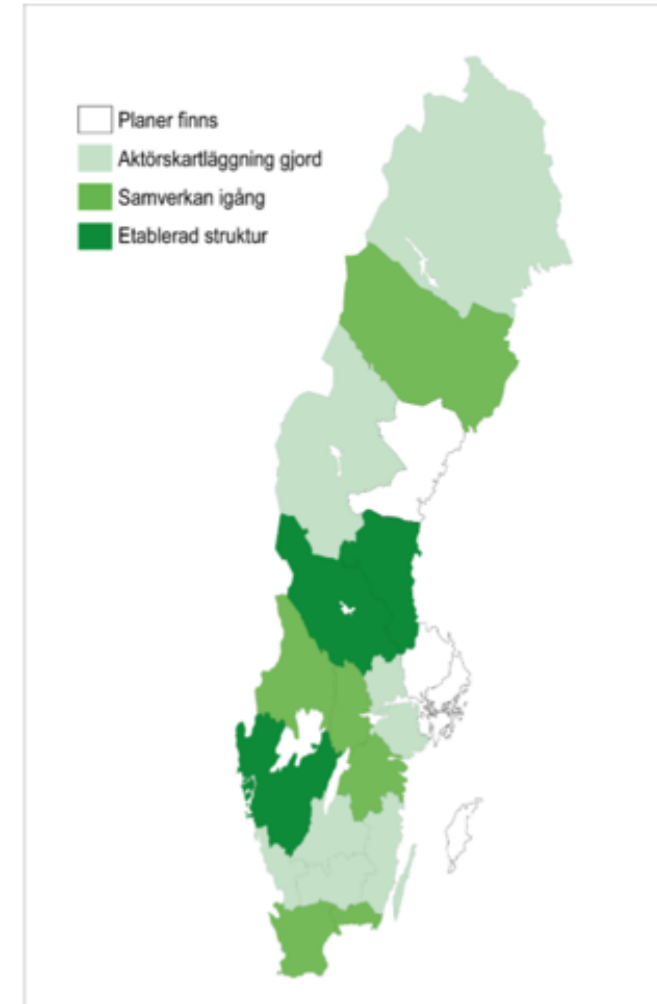 Planer finns
Aktörskartläggning gjord
Samverkan igång
Etablerad struktur